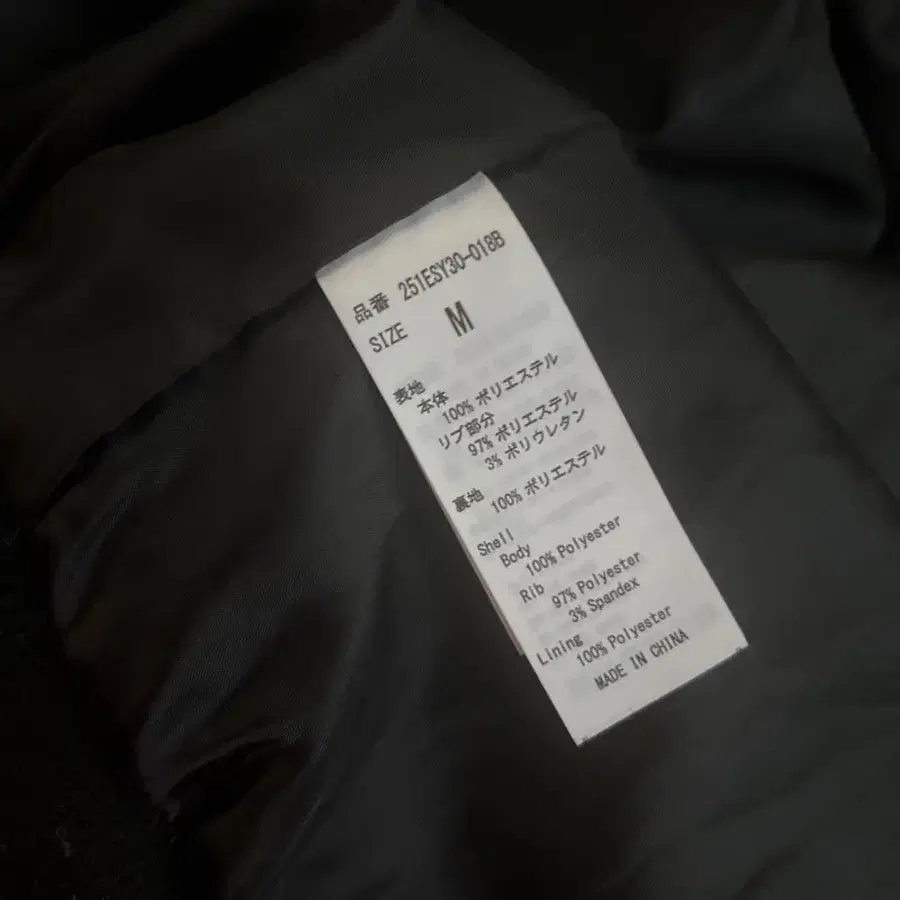 品番 251ESY30-018B
SIZE M
表地
本体
100% ポリエステル
リブ部分
97% ポリエステル
3% ポリウレタン
裏地
100% ポリエステル
Shell
Body
100% Polyester
Rib
97% Polyester
3% Spandex
Lining
100% Polyester
MADE IN CHINA